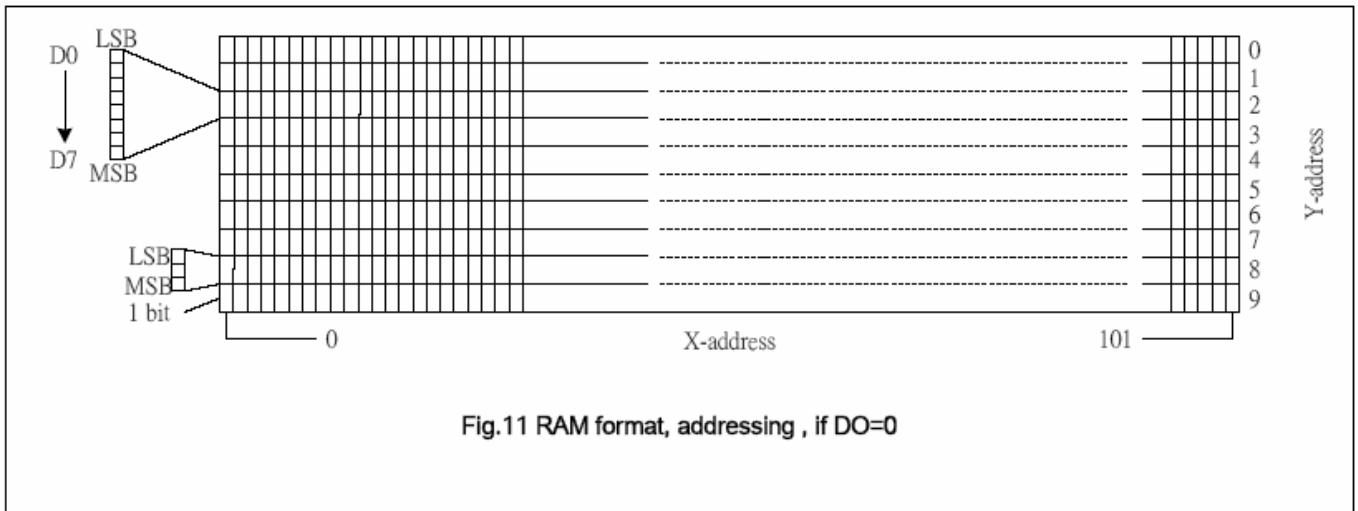 LSB
D0
D7
MSB
LSB
MSB
1 bit
0
1
2
3
4
5
6
7
8
9
Y-address
0
X-address
101
Fig.11 RAM format, addressing , if DO=0